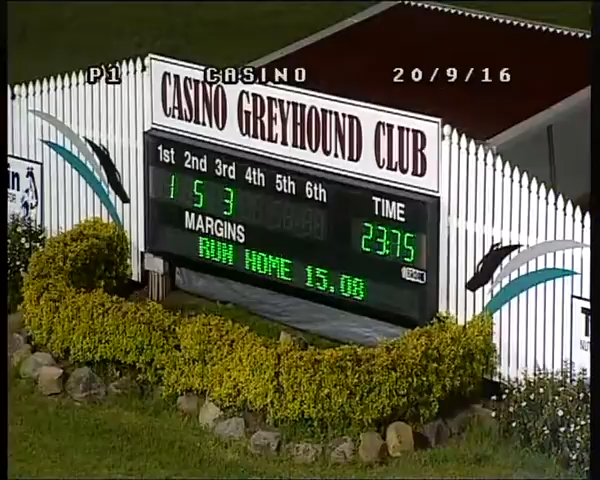 P1 CASINO 20/9/16
CASINO GREYHOUND CLUB
1st 2nd 3rd 4th 5th 6th
1 5 3
TIME
23:75
MARGINS
RUN HOME 15.08